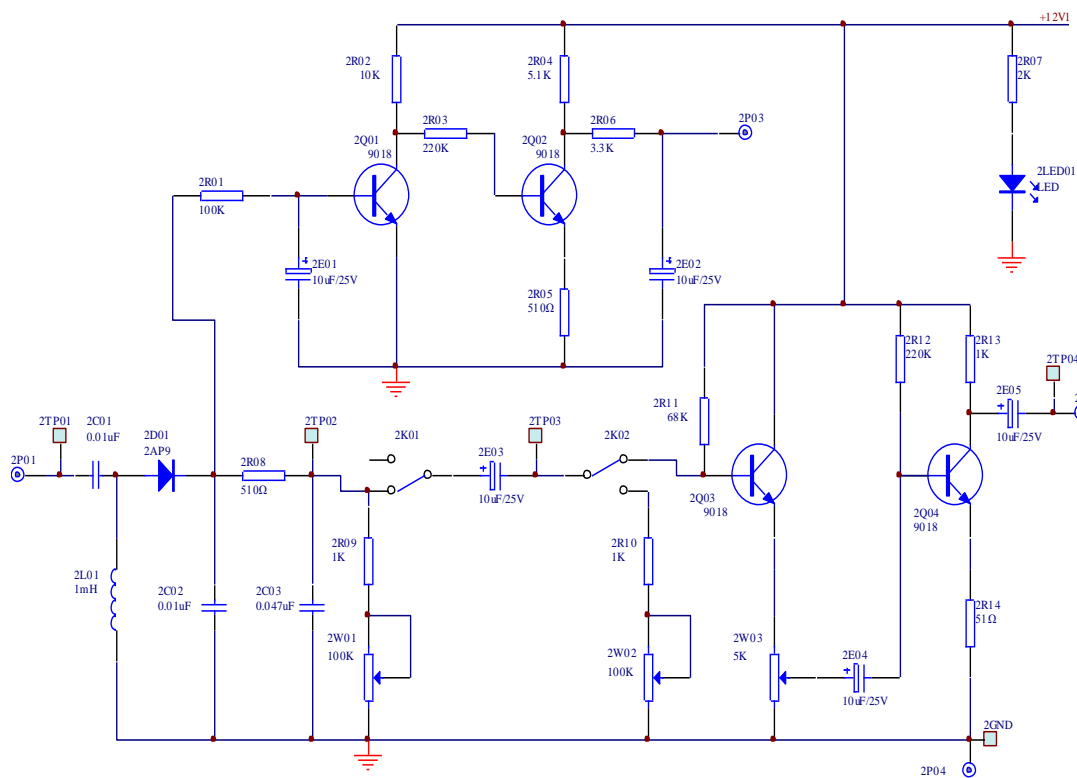 +12V1
2R02
10K
2R04
5.1K
2R07
2K
2R03
220K
2R06
3.3K
2P03
2Q01
9018
2Q02
9018
2LED01
LED
2R01
100K
2E01
10uF/25V
2E02
10uF/25V
2R05
510Ω
2R12
220K
2R13
1K
2TP04
2R11
68K
2E05
10uF/25V
2TP01
2C01
0.01uF
2D01
2AP9
2TP02
2K01
2TP03
2K02
2P01
2R08
510Ω
2E03
10uF/25V
2Q03
9018
2Q04
9018
2R09
1K
2R10
1K
2L01
1mH
2C02
0.01uF
2C03
0.047uF
2R14
51Ω
2W01
100K
2W02
100K
2W03
5K
2E04
10uF/25V
2GND
2P04